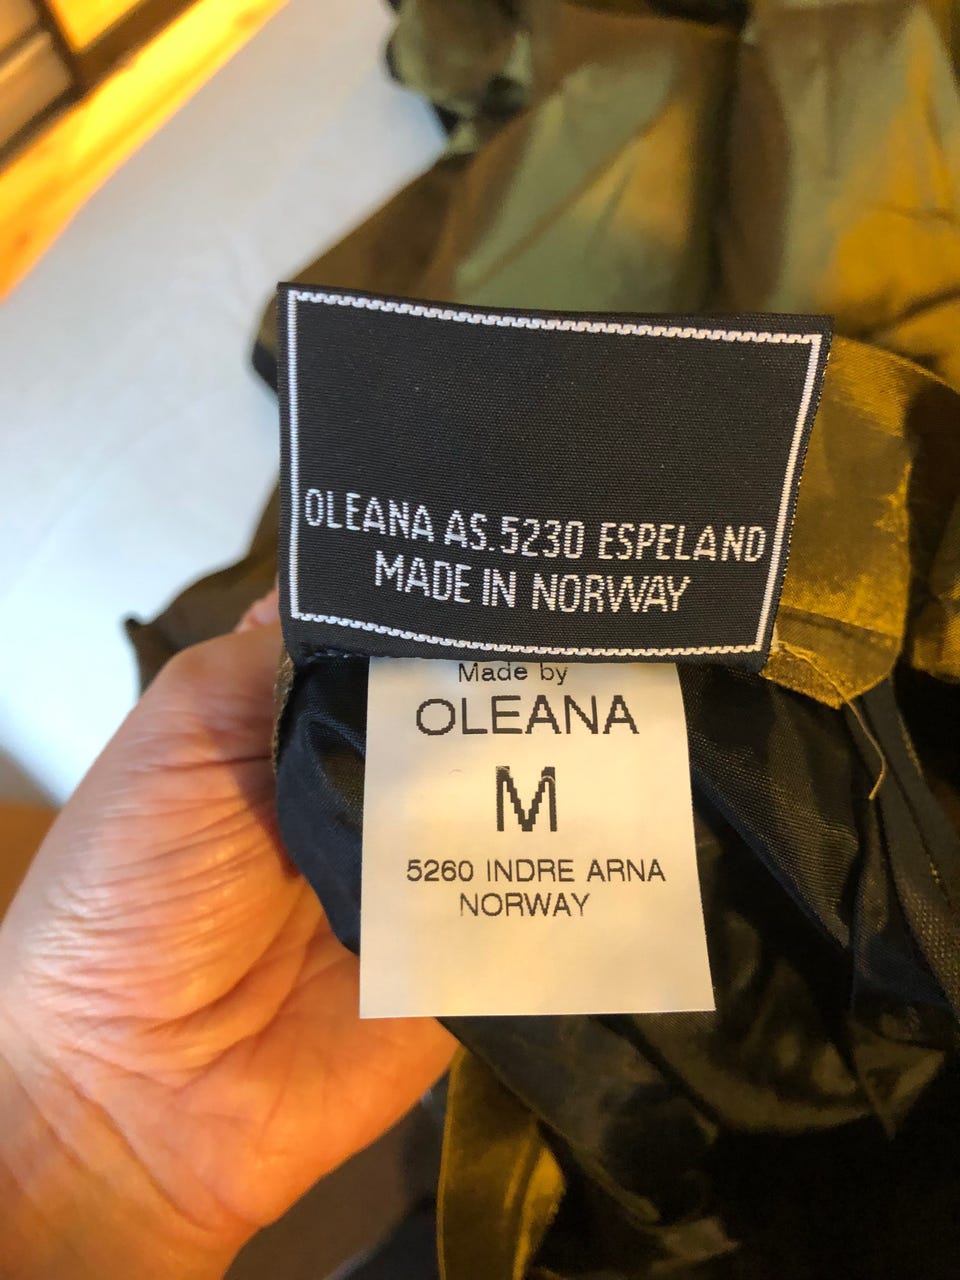 OLEANA AS.5230 ESPELAND
MADE IN NORWAY
Made by
OLEANA
M
5260 INDRE ARNA
NORWAY